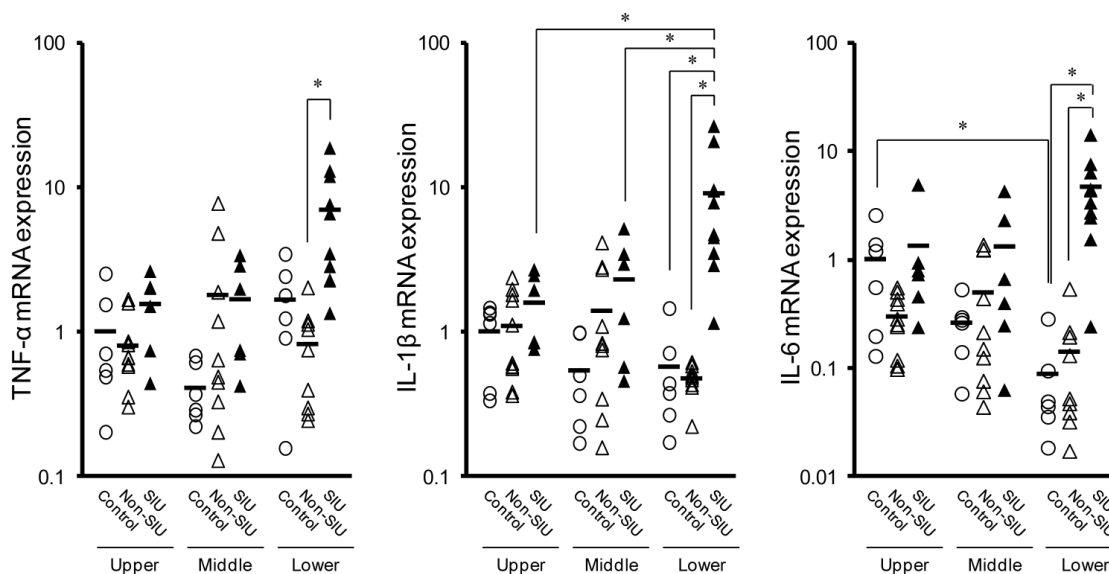 TNF-α mRNA expression
100
10
1
0.1
*
Control
Non-SIU
SIU
Control
Non-SIU
SIU
Control
Non-SIU
SIU
Upper
Middle
Lower
IL-1β mRNA expression
100
10
1
0.1
*
*
*
*
Control
Non-SIU
SIU
Control
Non-SIU
SIU
Control
Non-SIU
SIU
Upper
Middle
Lower
IL-6 mRNA expression
100
10
1
0.1
0.01
*
*
*
Control
Non-SIU
SIU
Control
Non-SIU
SIU
Control
Non-SIU
SIU
Upper
Middle
Lower